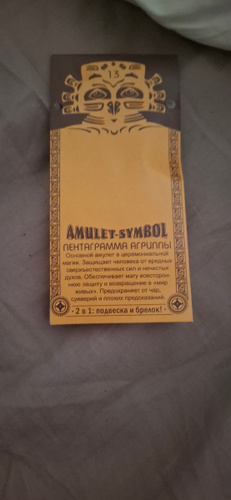 13
AMULET-SYMBOL
ПЕНТАГРАММА АГРИППЫ
Основной амулет в церемониальной
магии. Защищает человека от вредных
сверхъестественных сил и нечистых
духов. Обеспечивает магу всесторон-
нюю защиту и возвращение в «мир
живых». Предохраняет от чар,
суеверий и плохих предсказаний.
· 2 в 1: подвеска и брелок! ·